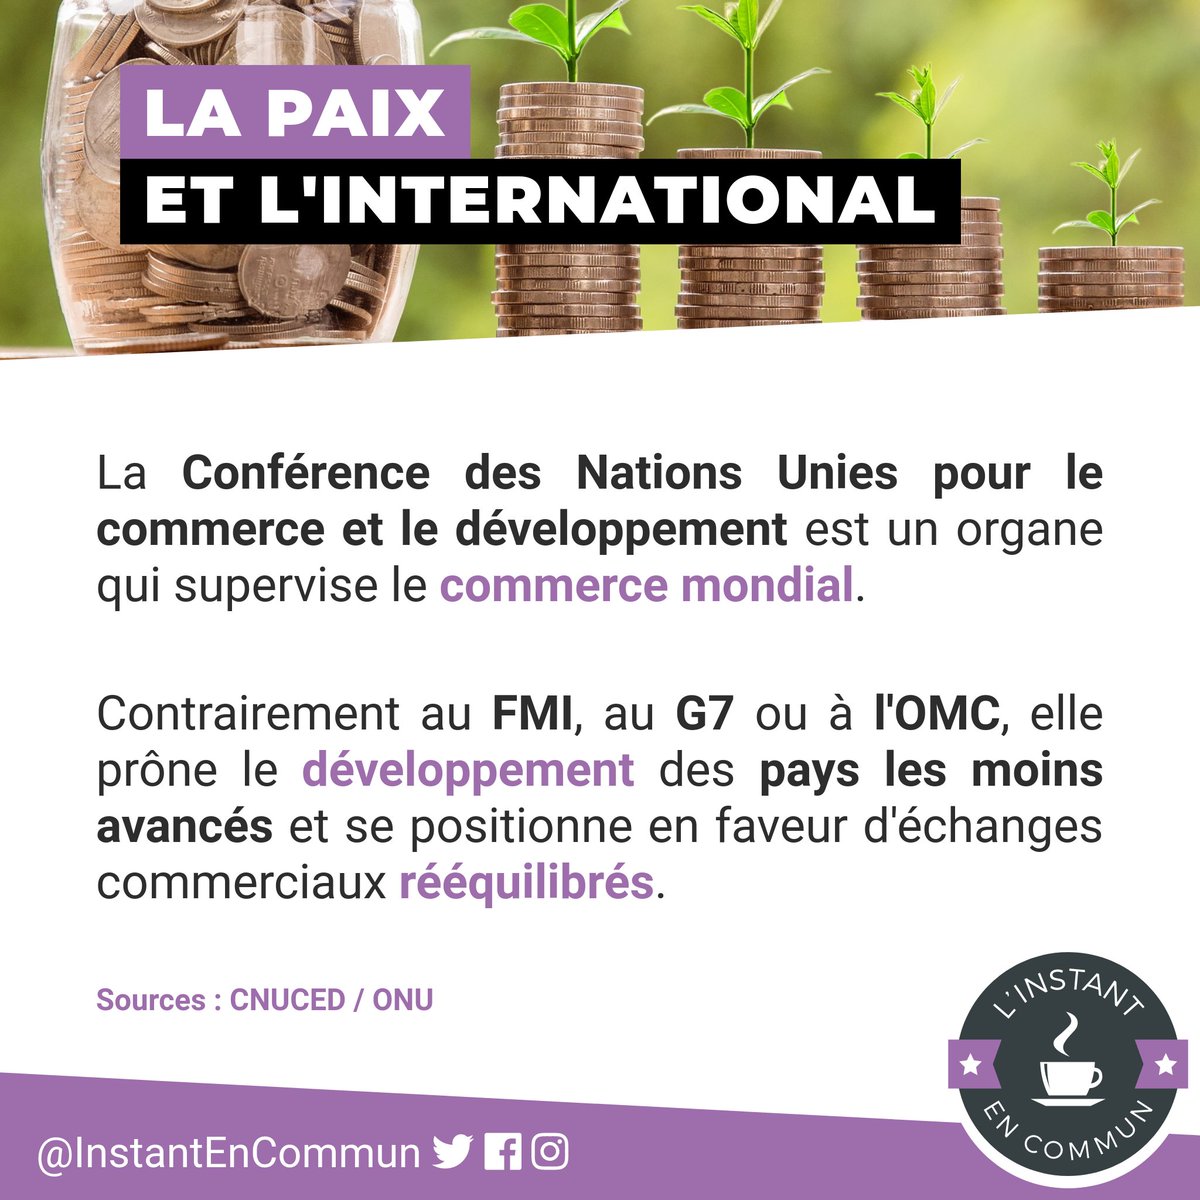 LA PAIX
ET L'INTERNATIONAL
La Conférence des Nations Unies pour le
commerce et le développement est un organe
qui supervise le commerce mondial.
Contrairement au FMI, au G7 ou à l'OMC, elle
prône le développement des pays les moins
avancés et se positionne en faveur d'échanges
commerciaux rééquilibrés.
Sources : CNUCED / ONU
L'INSTANT
EN COMMUN
@InstantEnCommun